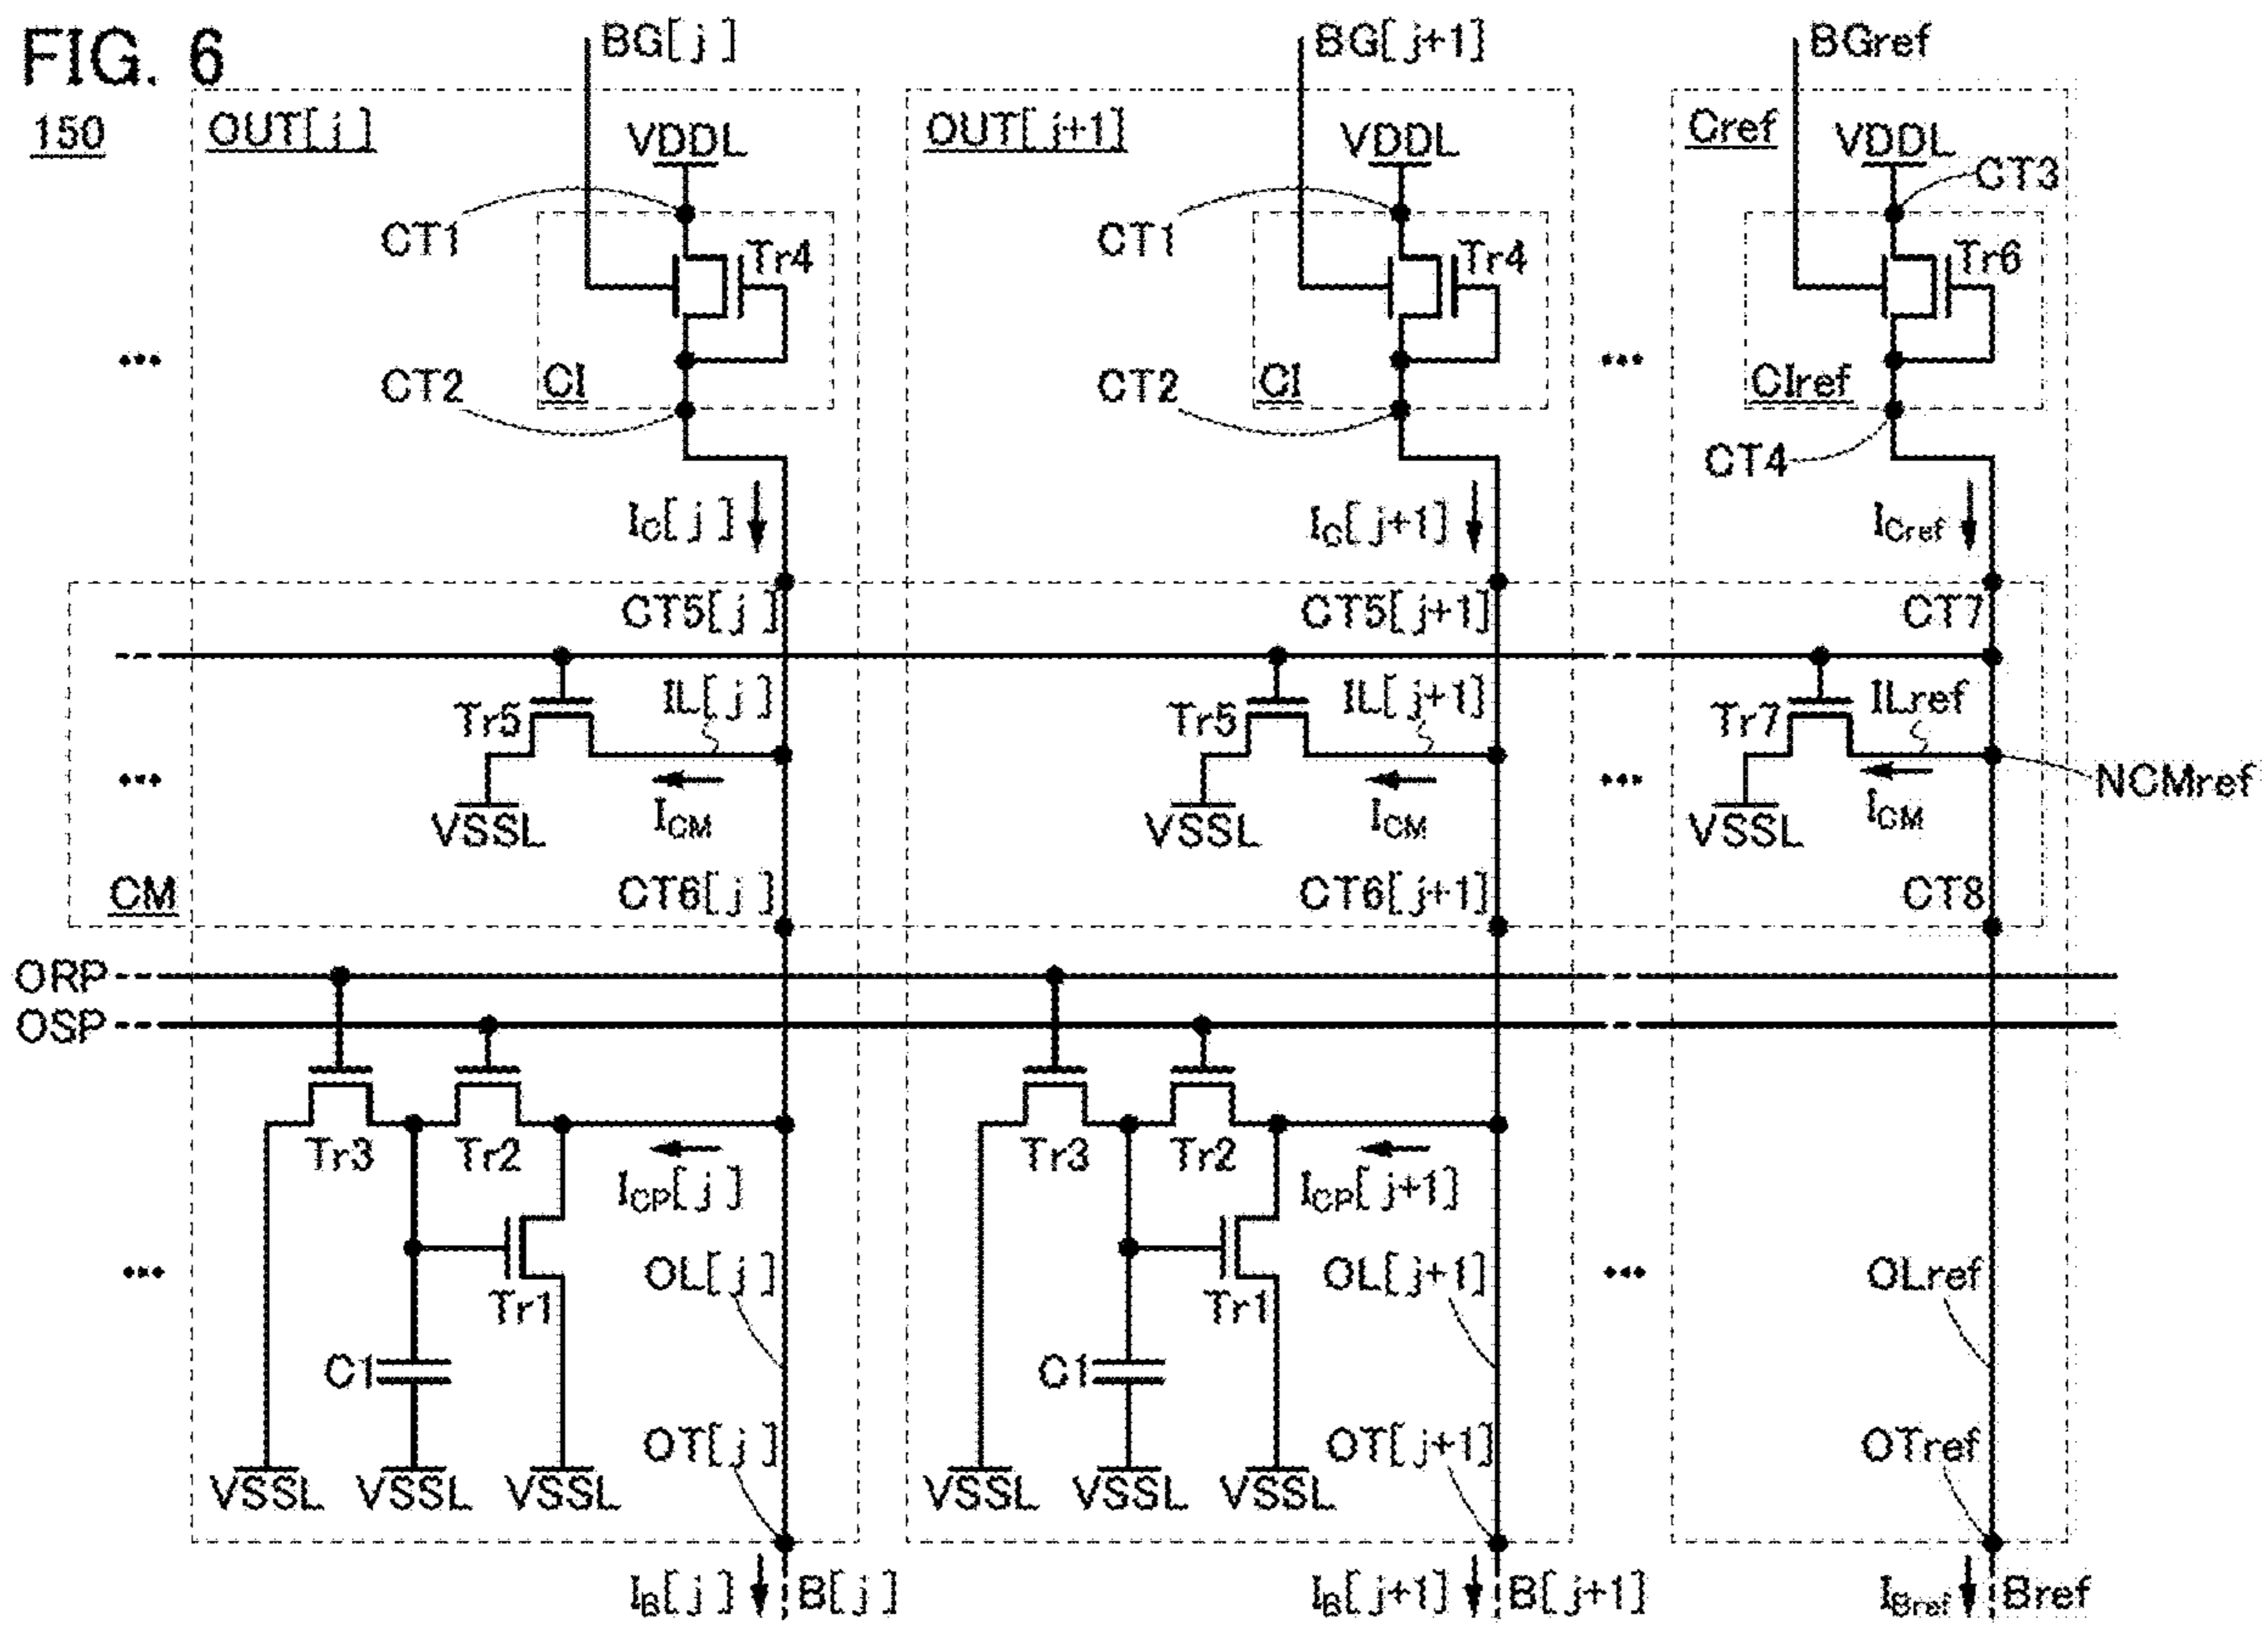 FIG. 6
150
BG[j] BG[j+1] BGref
OUT[j] OUT[j+1] Cref
VDDL VDDL VDDL
CT3
CT1 CT1
Tr4 Tr4 Tr6
CT2 CI CT2 CI CIref
CT4
IC[j] IC[j+1] ICref
CT5[j] CT5[j+1] CT7
Tr5 IL[j] Tr5 IL[j+1] Tr7 ILref
NCMref
VSSL ICM VSSL ICM VSSL ICM
CM CT6[j] CT6[j+1] CT8
ORP
OSP
Tr3 Tr2 Tr3 Tr2
ICP[j] ICP[j+1]
OL[j] OL[j+1] OLref
Tr1 Tr1
C1 C1
OT[j] OT[j+1] OTref
VSSL VSSL VSSL VSSL VSSL VSSL
IB[j] B[j] IB[j+1] B[j+1] IBref Bref